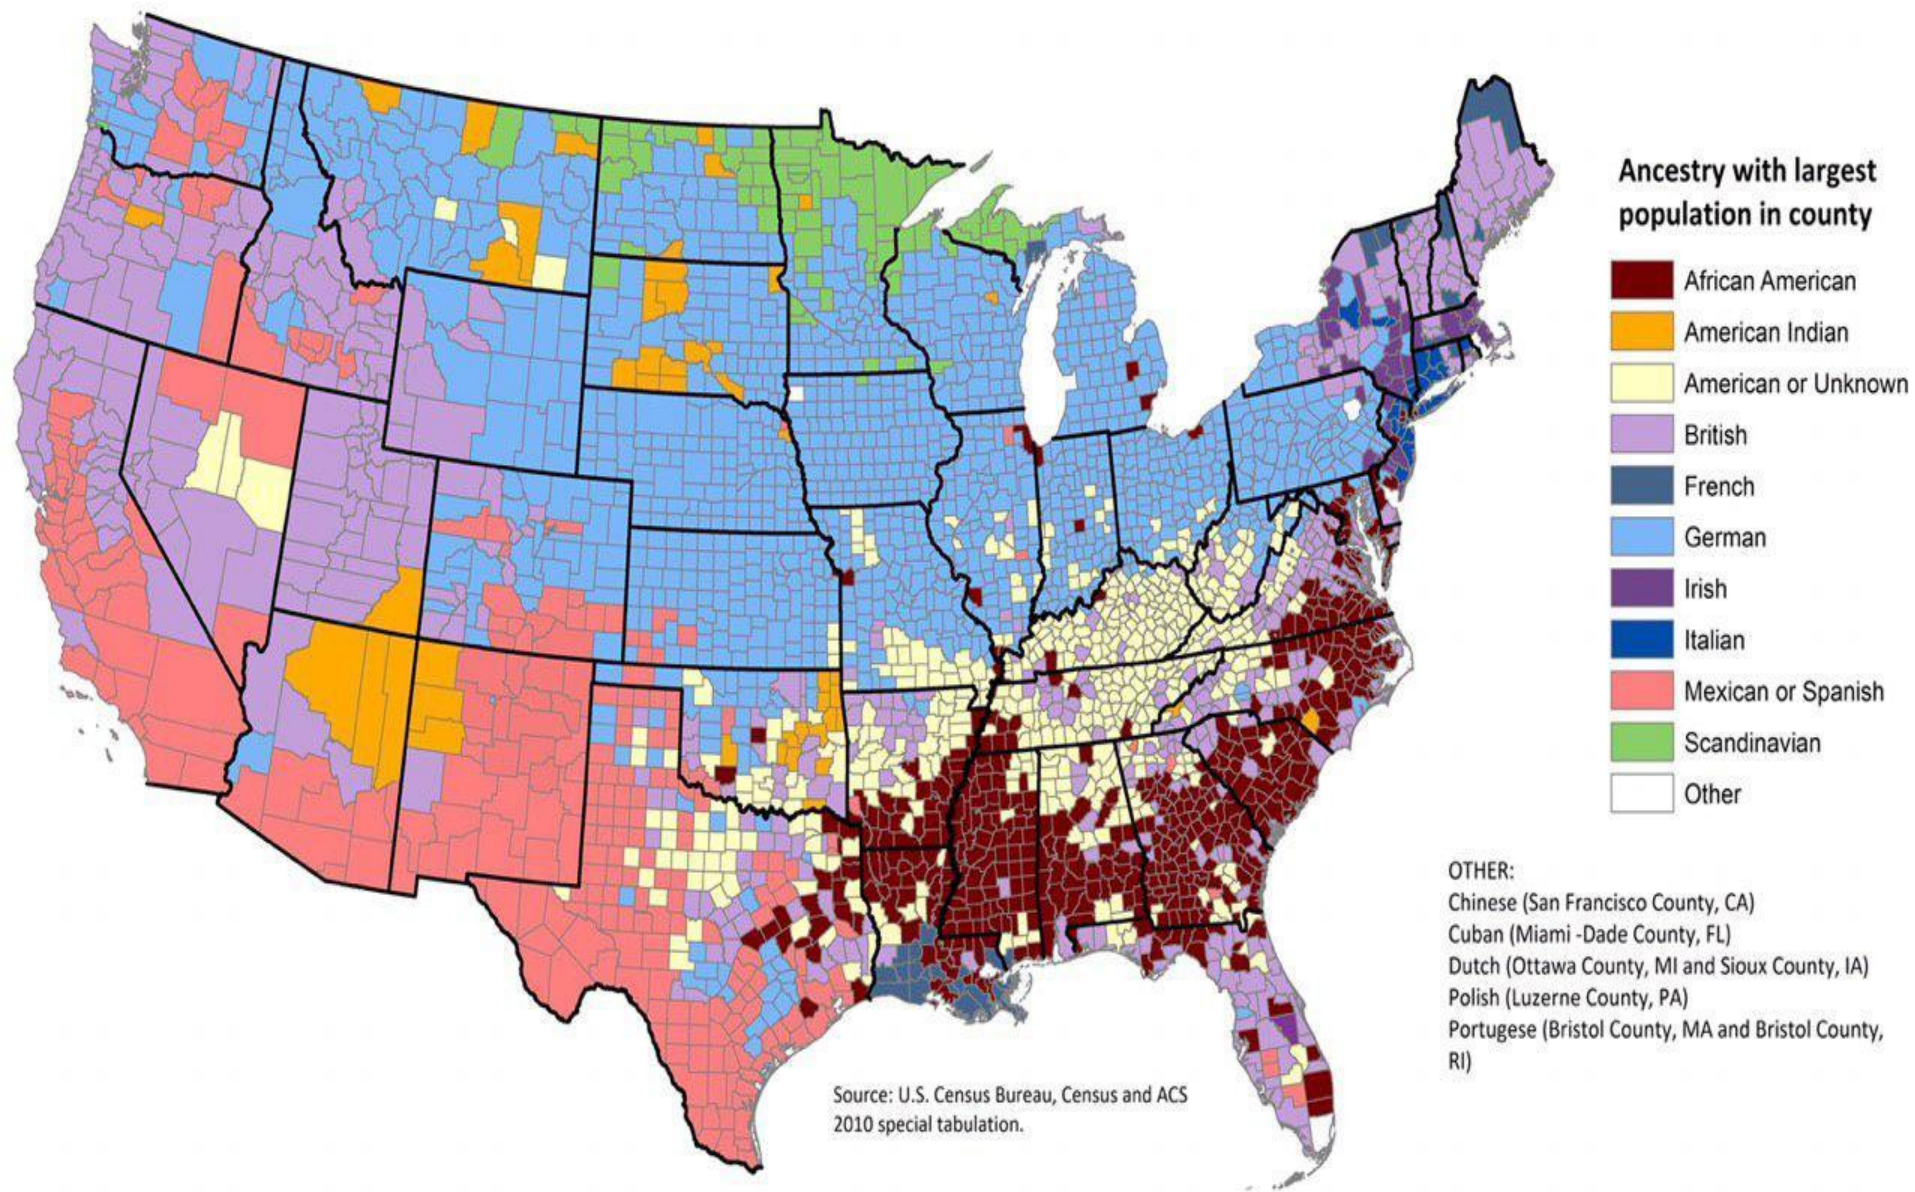 Ancestry with largest
population in county
African American
American Indian
American or Unknown
British
French
German
Irish
Italian
Mexican or Spanish
Scandinavian
Other
OTHER:
Chinese (San Francisco County, CA)
Cuban (Miami -Dade County, FL)
Dutch (Ottawa County, MI and Sioux County, IA)
Polish (Luzerne County, PA)
Portugese (Bristol County, MA and Bristol County,
RI)
Source: U.S. Census Bureau, Census and ACS
2010 special tabulation.